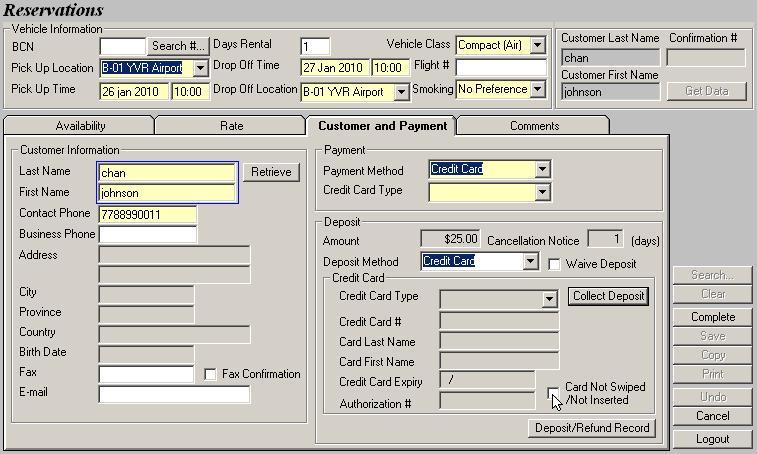 Reservations
Vehicle Information
BCN Search #... Days Rental 1 Vehicle Class Compact (Air)
Pick Up Location B-01 YVR Airport Drop Off Time 27 Jan 2010 10:00 Flight #
Pick Up Time 26 jan 2010 10:00 Drop Off Location B-01 YVR Airport Smoking No Preference
Customer Last Name Confirmation #
chan
Customer First Name
johnson Get Data
Availability Rate Customer and Payment Comments
Customer Information
Last Name chan Retrieve
First Name johnson
Contact Phone 7788990011
Business Phone
Address
City
Province
Country
Birth Date
Fax Fax Confirmation
E-mail
Payment
Payment Method Credit Card
Credit Card Type
Deposit
Amount $25.00 Cancellation Notice 1 (days)
Deposit Method Credit Card Waive Deposit
Credit Card
Credit Card Type Collect Deposit
Credit Card #
Card Last Name
Card First Name
Credit Card Expiry /
Authorization #
Card Not Swiped
/Not Inserted
Deposit/Refund Record
Search...
Clear
Complete
Save
Copy
Print
Undo
Cancel
Logout